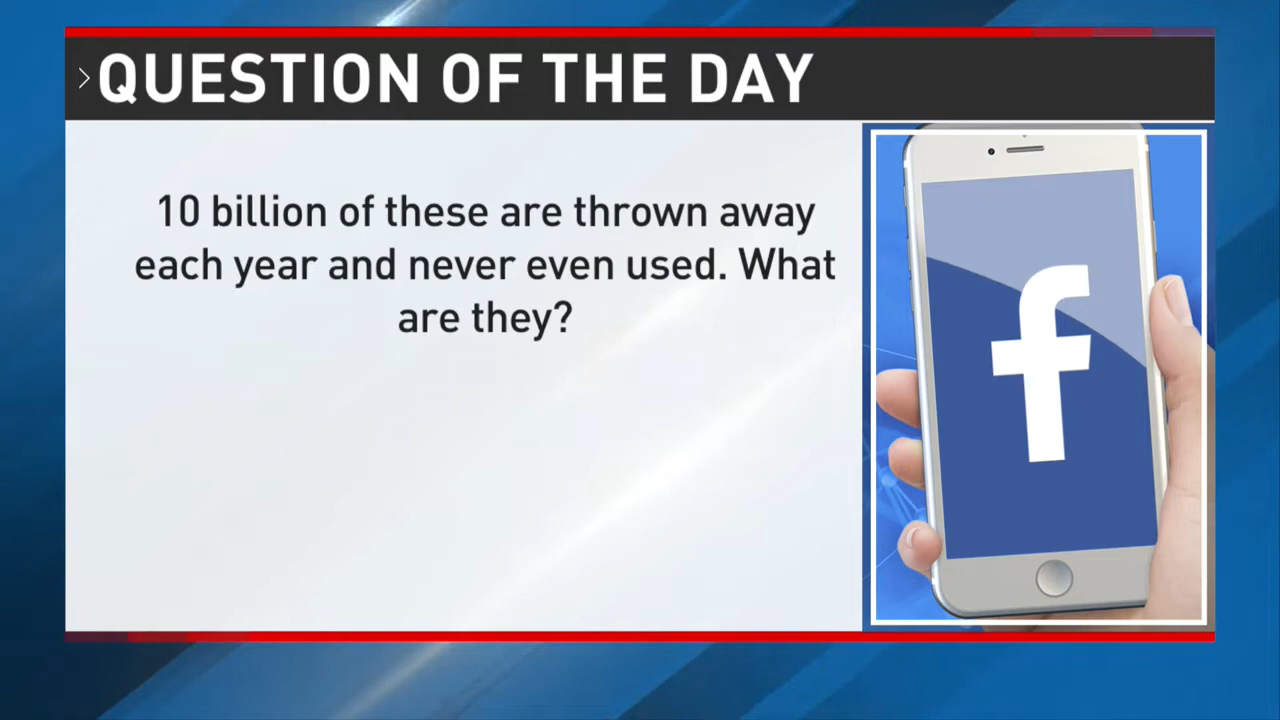 QUESTION OF THE DAY
10 billion of these are thrown away
each year and never even used. What
are they?
f